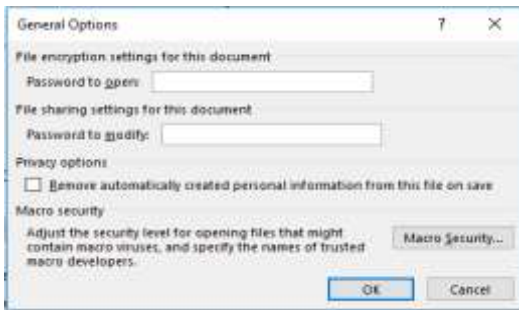 General Options ? ×
File encryption settings for this document
Password to open:
File sharing settings for this document
Password to modify:
Privacy options
Remove automatically created personal information from this file on save
Macro security
Adjust the security level for opening files that might
contain macro viruses, and specify the names of trusted
macro developers.
Macro Security...
OK Cancel